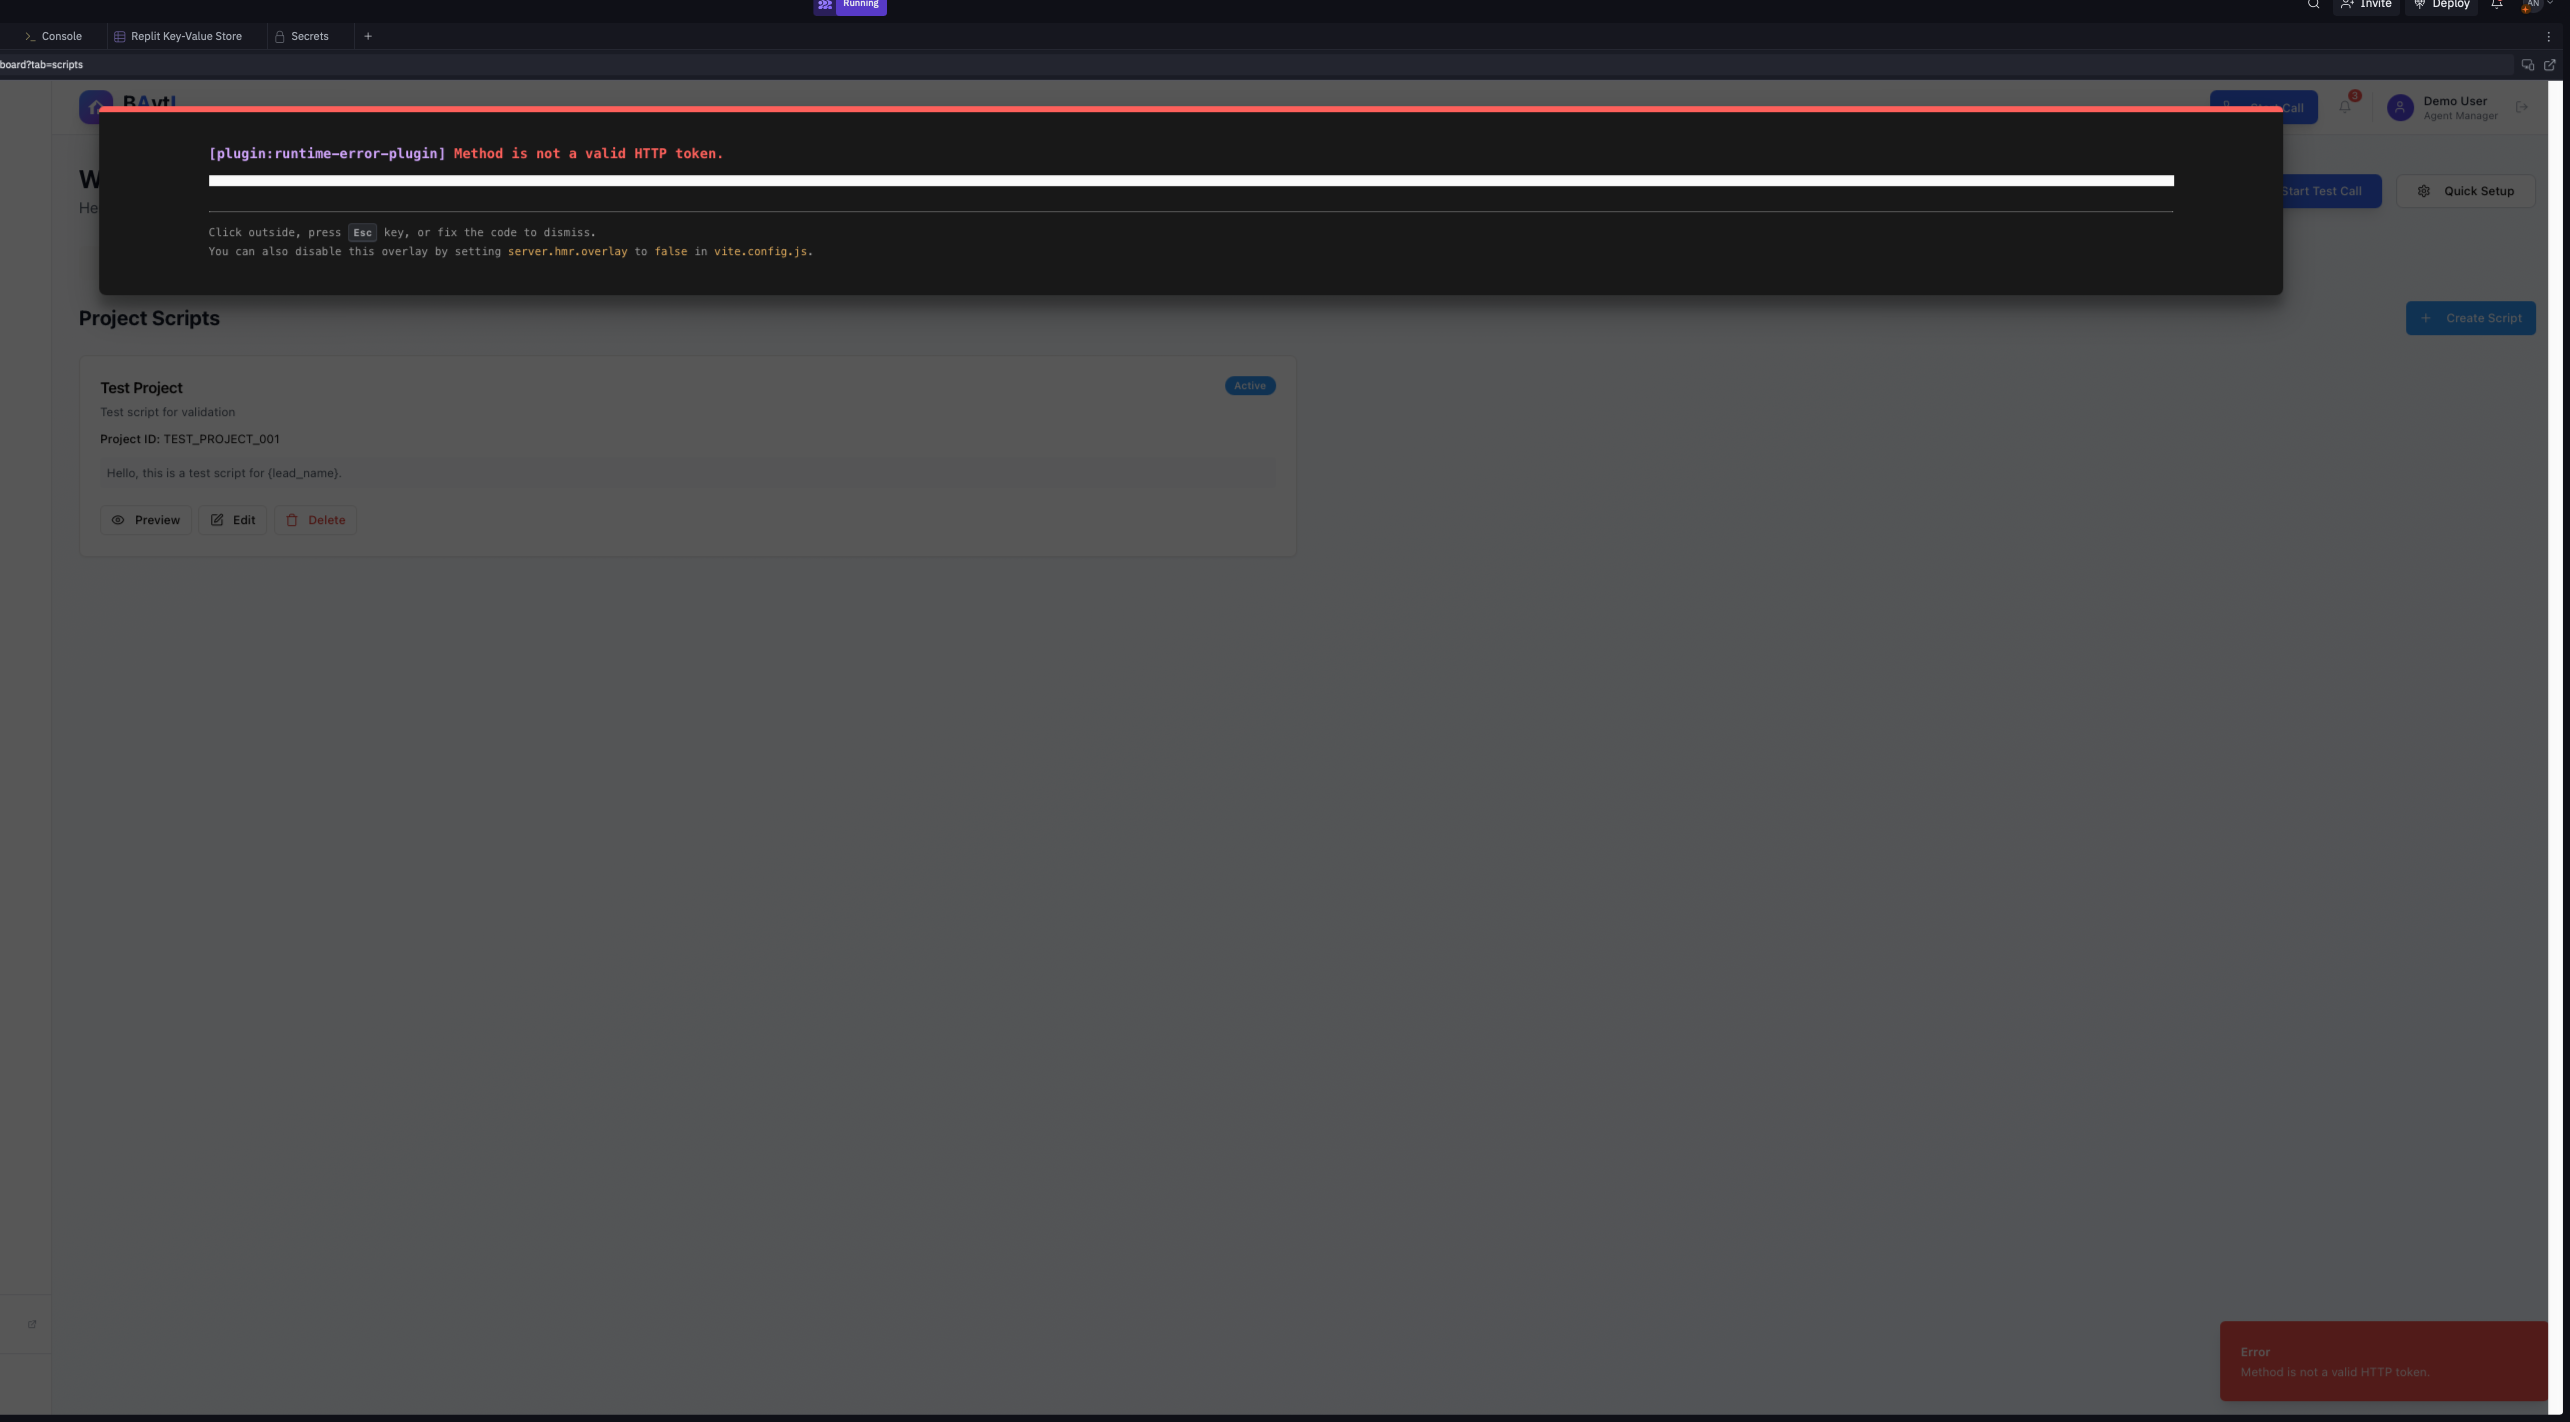 Running
Invite
Deploy
AN
Console
Replit Key-Value Store
Secrets
board?tab=scripts
3
Demo User
Agent Manager
[plugin:runtime-error-plugin] Method is not a valid HTTP token.
Start Test Call
Quick Setup
Click outside, press Esc key, or fix the code to dismiss.
You can also disable this overlay by setting server.hmr.overlay to false in vite.config.js.
Project Scripts
+ Create Script
Test Project
Active
Test script for validation
Project ID: TEST_PROJECT_001
Hello, this is a test script for {lead_name}.
Preview
Edit
Delete
Error
Method is not a valid HTTP token.